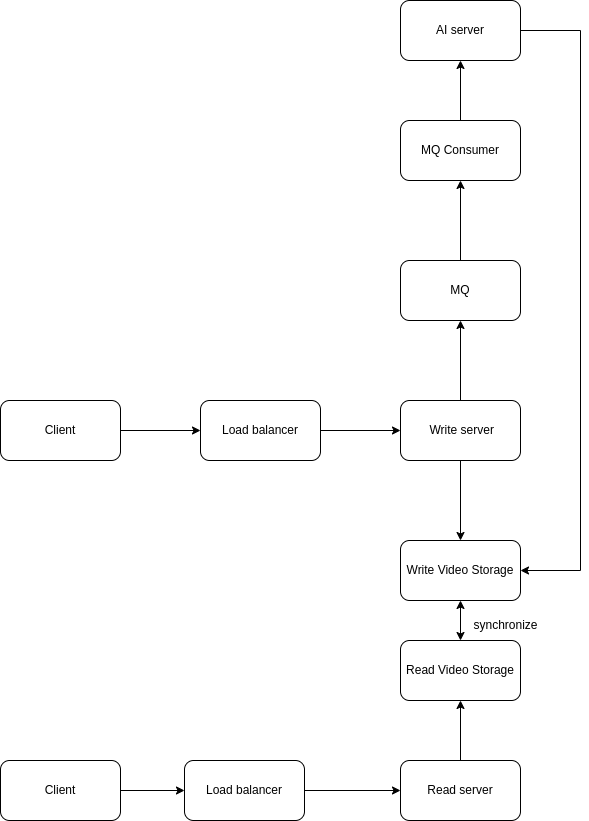 AI server
MQ Consumer
MQ
Client
Load balancer
Write server
Write Video Storage
synchronize
Read Video Storage
Client
Load balancer
Read server